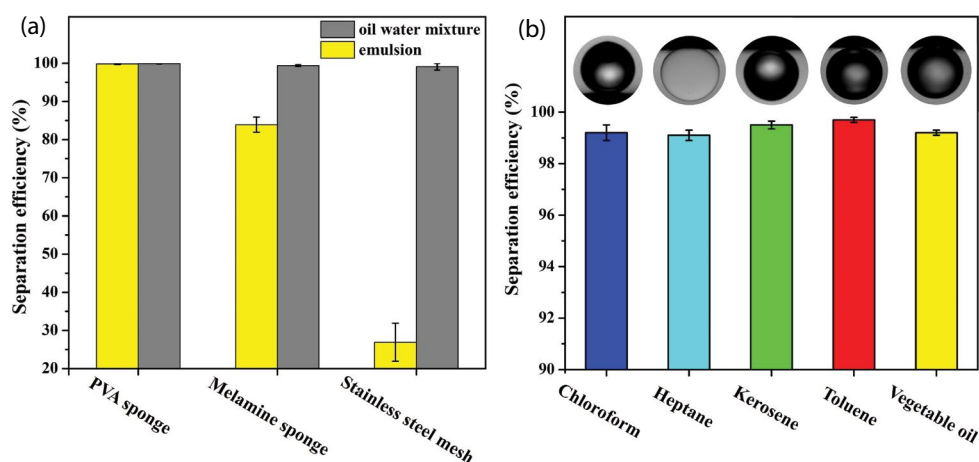 (a)
oil water mixture
emulsion
Separation efficiency (%)
100
90
80
70
60
50
40
30
20
PVA sponge
Melamine sponge
Stainless steel mesh
(b)
Separation efficiency (%)
100
98
96
94
92
90
Chloroform
Heptane
Kerosene
Toluene
Vegetable oil